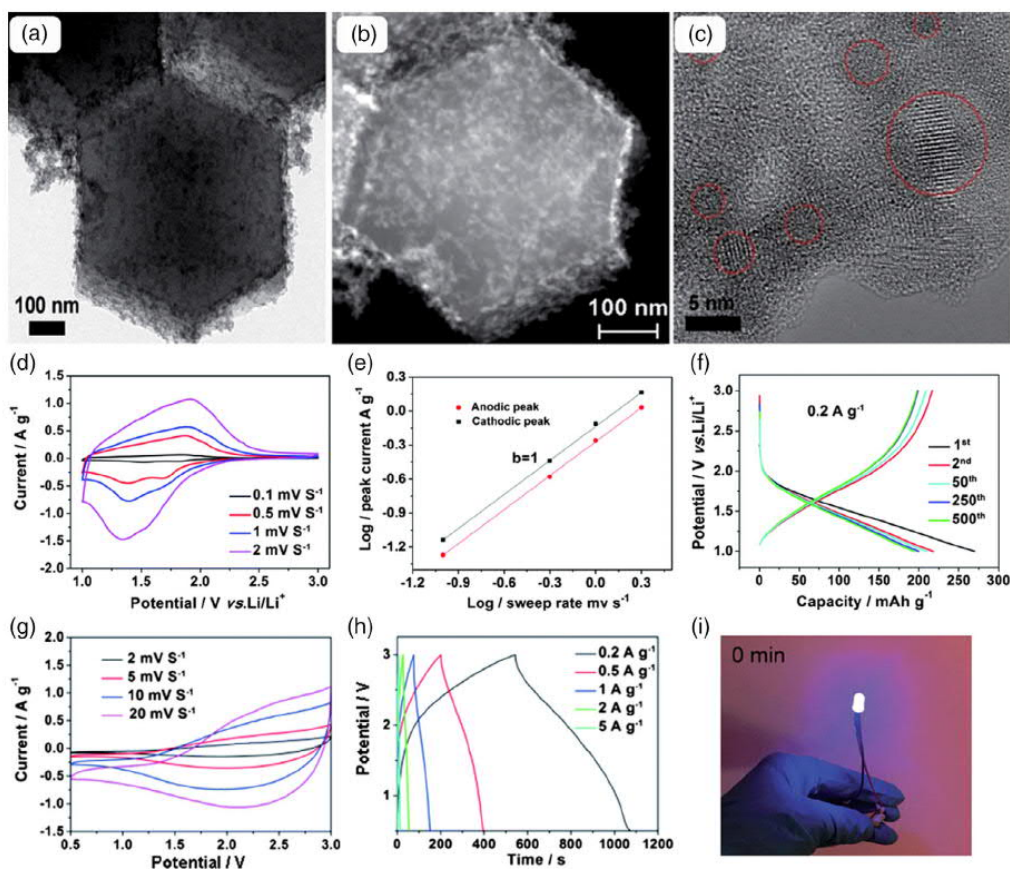 (a)
100 nm
(b)
100 nm
(c)
5 nm
(d)
Current / A g⁻¹
1.5
1.0
0.5
0.0
-0.5
-1.0
-1.5
-2.0
0.1 mV S⁻¹
0.5 mV S⁻¹
1 mV S⁻¹
2 mV S⁻¹
1.0 1.5 2.0 2.5 3.0
Potential / V vs.Li/Li⁺
(e)
Log / peak current A g⁻¹
0.3
0.0
-0.3
-0.6
-0.9
-1.2
Anodic peak
Cathodic peak
b=1
-1.2 -0.9 -0.6 -0.3 0.0 0.3
Log / sweep rate mv s⁻¹
(f)
Potential / V vs.Li/Li⁺
3.0
2.5
2.0
1.5
1.0
0.2 A g⁻¹
1st
2nd
50th
250th
500th
0 50 100 150 200 250 300
Capacity / mAh g⁻¹
(g)
Current / A g⁻¹
2.0
1.5
1.0
0.5
0.0
-0.5
-1.0
-1.5
2 mV S⁻¹
5 mV S⁻¹
10 mV S⁻¹
20 mV S⁻¹
0.5 1.0 1.5 2.0 2.5 3.0
Potential / V
(h)
Potential / V
3
2
1
0.2 A g⁻¹
0.5 A g⁻¹
1 A g⁻¹
2 A g⁻¹
5 A g⁻¹
0 200 400 600 800 1000 1200
Time / s
(i)
0 min